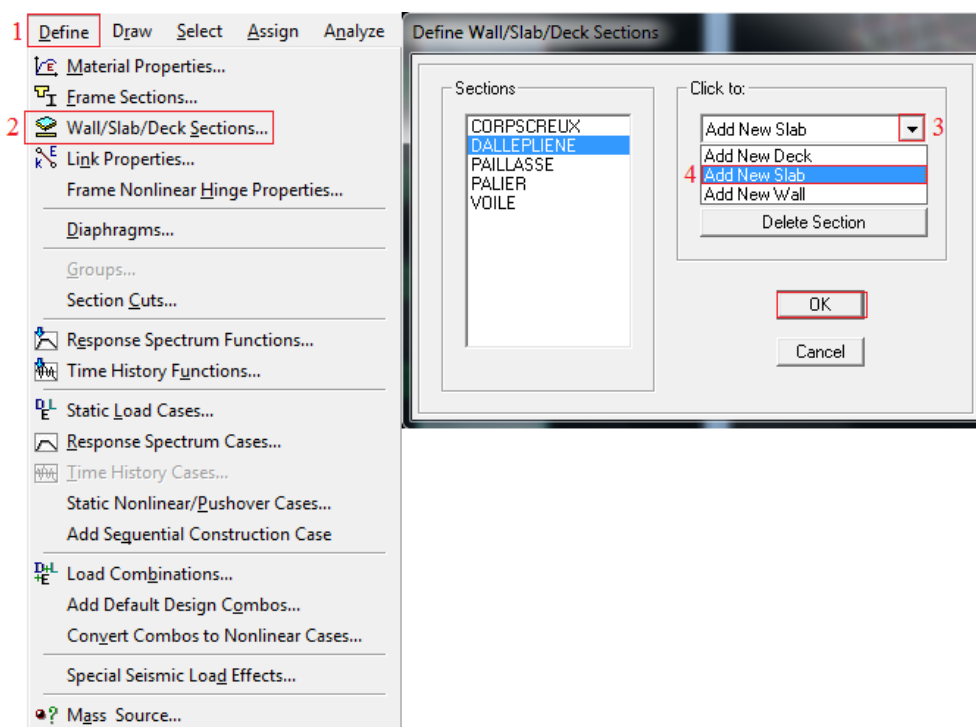 1 Define Draw Select Assign Analyze
Material Properties...
Frame Sections...
2 Wall/Slab/Deck Sections...
Link Properties...
Frame Nonlinear Hinge Properties...
Diaphragms...
Groups...
Section Cuts...
Response Spectrum Functions...
Time History Functions...
Static Load Cases...
Response Spectrum Cases...
Time History Cases...
Static Nonlinear/Pushover Cases...
Add Sequential Construction Case
Load Combinations...
Add Default Design Combos...
Convert Combos to Nonlinear Cases...
Special Seismic Load Effects...
Mass Source...
Define Wall/Slab/Deck Sections
Sections
CORPSCREUX
DALLEPLIENE
PAILLASSE
PALIER
VOILE
Click to:
Add New Slab 3
Add New Deck
4 Add New Slab
Add New Wall
Delete Section
OK
Cancel